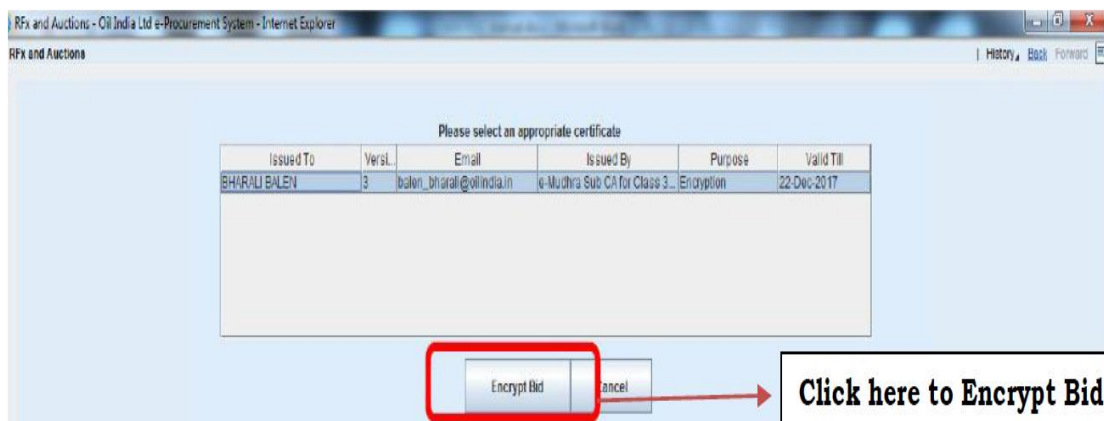 RFx and Auctions - Oil India Ltd e-Procurement System - Internet Explorer
RFx and Auctions
History Back Forward
Please select an appropriate certificate
Issued To Versi... Email Issued By Purpose Valid Till
BHARALI BALEN 3 balen_bharali@oilindia.in e-Mudhra Sub CA for Class 3... Encryption 22-Dec-2017
Encrypt Bid Cancel
Click here to Encrypt Bid